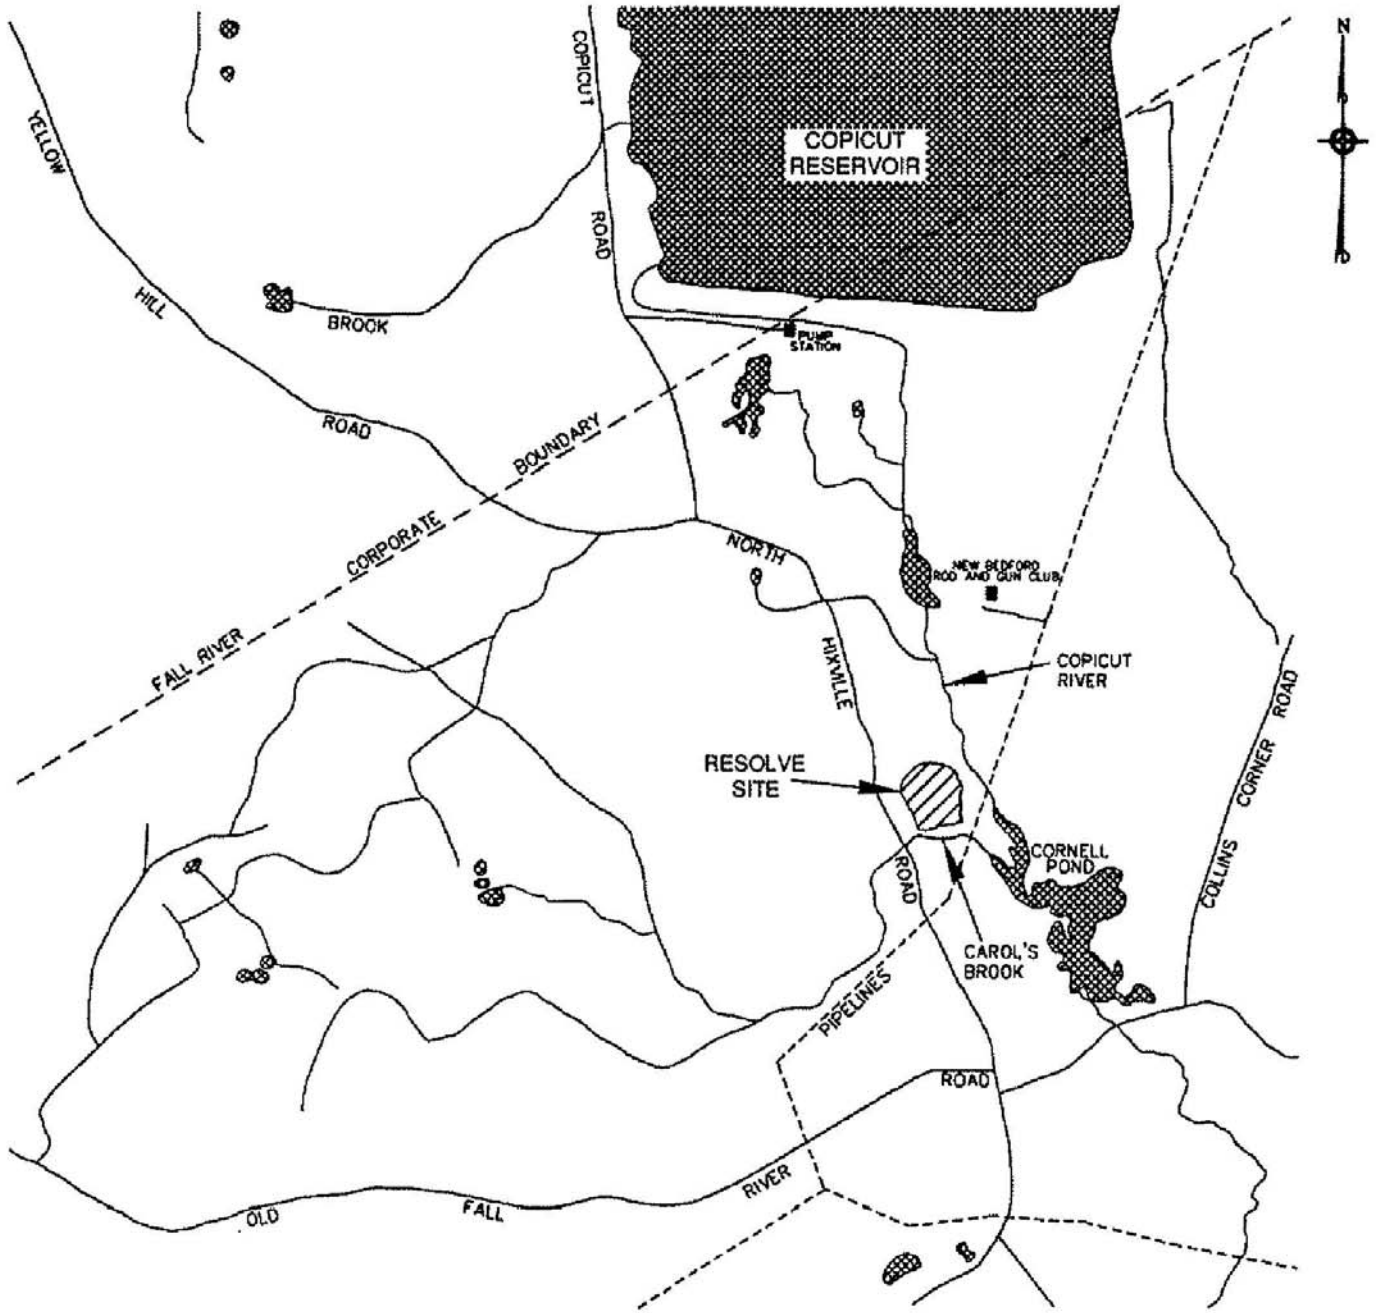 N
COPICUT
ROAD
COPICUT
RESERVOIR
YELLOW
HILL
ROAD
BROOK
PUMP
STATION
FALL RIVER
CORPORATE
BOUNDARY
NORTH
HIXVILLE
ROAD
NEW BEDFORD
ROD AND GUN CLUB
COPICUT
RIVER
RESOLVE
SITE
CORNELL
POND
COLLINS
CORNER
ROAD
CAROL'S
BROOK
PIPELINES
OLD
FALL
RIVER
ROAD